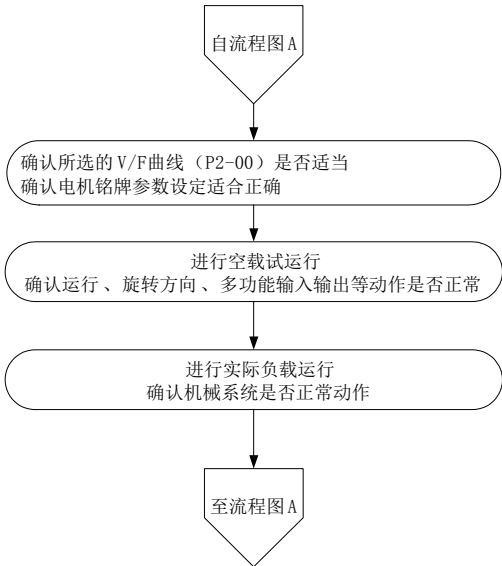 自流程图A
确认所选的V/F曲线（P2-00）是否适当
确认电机铭牌参数设定适合正确
进行空载试运行
确认运行、旋转方向、多功能输入输出等动作是否正常
进行实际负载运行
确认机械系统是否正常动作
至流程图A